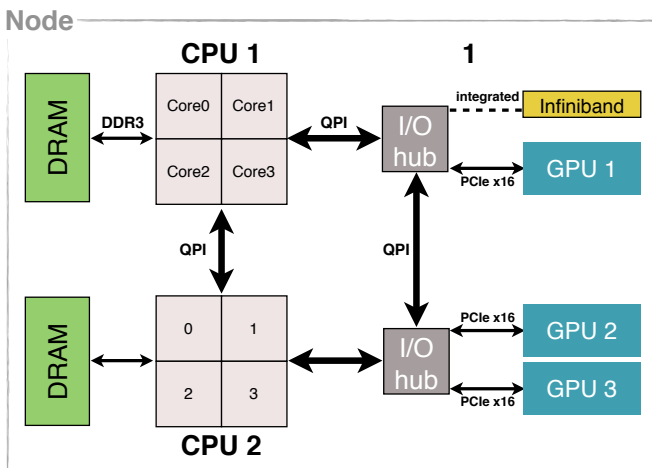 Node
CPU 1
1
DRAM
DDR3
Core0
Core1
Core2
Core3
QPI
I/O
hub
integrated
Infiniband
PCIe x16
GPU 1
QPI
QPI
DRAM
0
1
2
3
CPU 2
I/O
hub
PCIe x16
GPU 2
PCIe x16
GPU 3